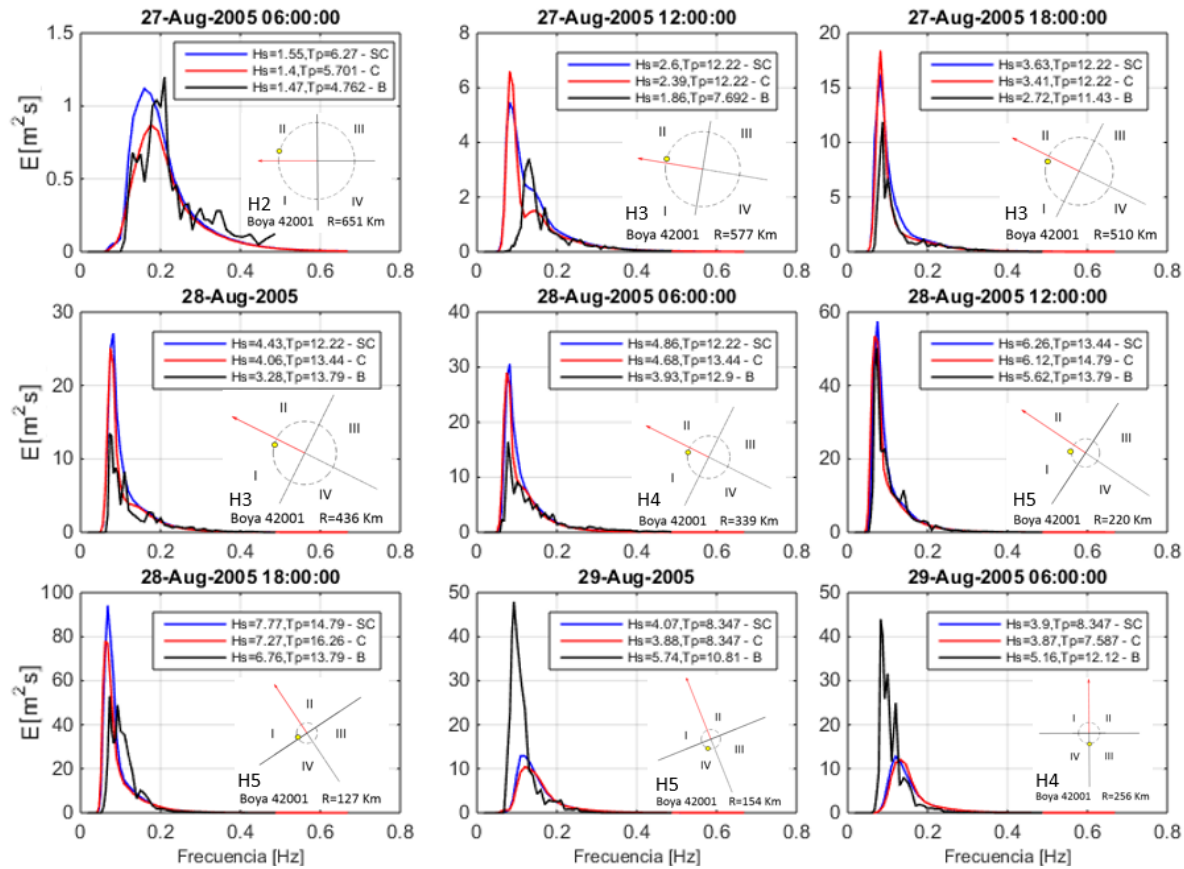 27-Aug-2005 06:00:00
E[m²s]
1.5
1
0.5
0
0 0.2 0.4 0.6 0.8
Hs=1.55,Tp=6.27 - SC
Hs=1.4,Tp=5.701 - C
Hs=1.47,Tp=4.762 - B
II III
I IV
H2
Boya 42001 R=651 Km
Frecuencia [Hz]
27-Aug-2005 12:00:00
8
6
4
2
0
0 0.2 0.4 0.6 0.8
Hs=2.6,Tp=12.22 - SC
Hs=2.39,Tp=12.22 - C
Hs=1.86,Tp=7.692 - B
II III
I IV
H3
Boya 42001 R=577 Km
27-Aug-2005 18:00:00
20
15
10
5
0
0 0.2 0.4 0.6 0.8
Hs=3.63,Tp=12.22 - SC
Hs=3.41,Tp=12.22 - C
Hs=2.72,Tp=11.43 - B
II III
I IV
H3
Boya 42001 R=510 Km
28-Aug-2005
E[m²s]
30
20
10
0
0 0.2 0.4 0.6 0.8
Hs=4.43,Tp=12.22 - SC
Hs=4.06,Tp=13.44 - C
Hs=3.28,Tp=13.79 - B
II III
I IV
H3
Boya 42001 R=436 Km
28-Aug-2005 06:00:00
40
30
20
10
0
0 0.2 0.4 0.6 0.8
Hs=4.86,Tp=12.22 - SC
Hs=4.68,Tp=13.44 - C
Hs=3.93,Tp=12.9 - B
II III
I IV
H4
Boya 42001 R=339 Km
28-Aug-2005 12:00:00
60
40
20
0
0 0.2 0.4 0.6 0.8
Hs=6.26,Tp=13.44 - SC
Hs=6.12,Tp=14.79 - C
Hs=5.62,Tp=13.79 - B
II III
I IV
H5
Boya 42001 R=220 Km
28-Aug-2005 18:00:00
E[m²s]
100
80
60
40
20
0
0 0.2 0.4 0.6 0.8
Hs=7.77,Tp=14.79 - SC
Hs=7.27,Tp=16.26 - C
Hs=6.76,Tp=13.79 - B
II
I III
IV
H5
Boya 42001 R=127 Km
Frecuencia [Hz]
29-Aug-2005
50
40
30
20
10
0
0 0.2 0.4 0.6 0.8
Hs=4.07,Tp=8.347 - SC
Hs=3.88,Tp=8.347 - C
Hs=5.74,Tp=10.81 - B
II
I III
IV
H5
Boya 42001 R=154 Km
Frecuencia [Hz]
29-Aug-2005 06:00:00
50
40
30
20
10
0
0 0.2 0.4 0.6 0.8
Hs=3.9,Tp=8.347 - SC
Hs=3.87,Tp=7.587 - C
Hs=5.16,Tp=12.12 - B
I II
IV III
H4
Boya 42001 R=256 Km
Frecuencia [Hz]